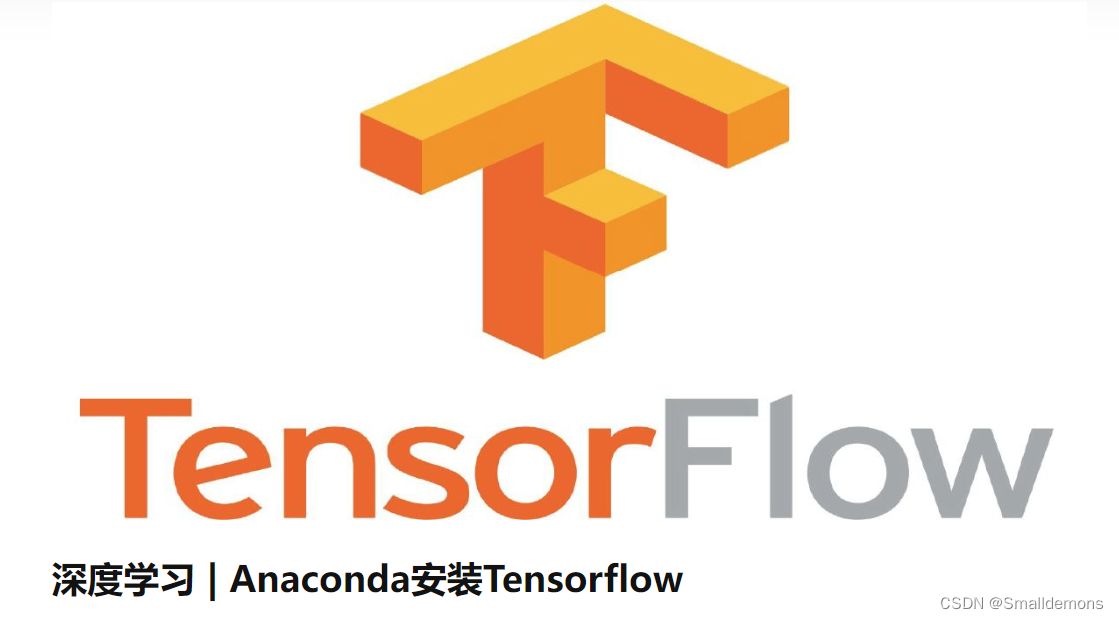 TensorFlow
深度学习 | Anaconda安装Tensorflow
CSDN @Smalldemons